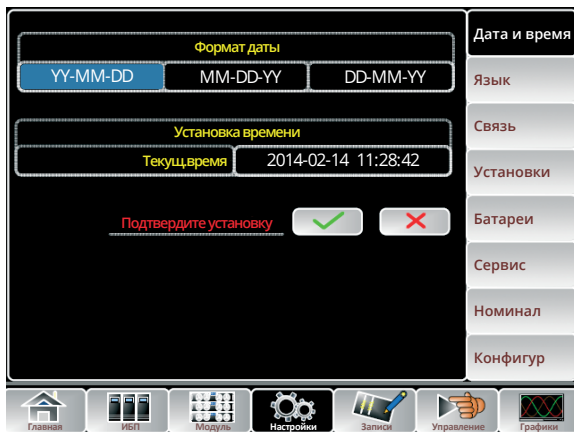 Формат даты
YY-MM-DD MM-DD-YY DD-MM-YY
Установка времени
Текущ.время 2014-02-14 11:28:42
Подтвердите установку
Дата и время
Язык
Связь
Установки
Батареи
Сервис
Номинал
Конфигур
Главная ИБП Модуль Настройки Записи Управление Графики